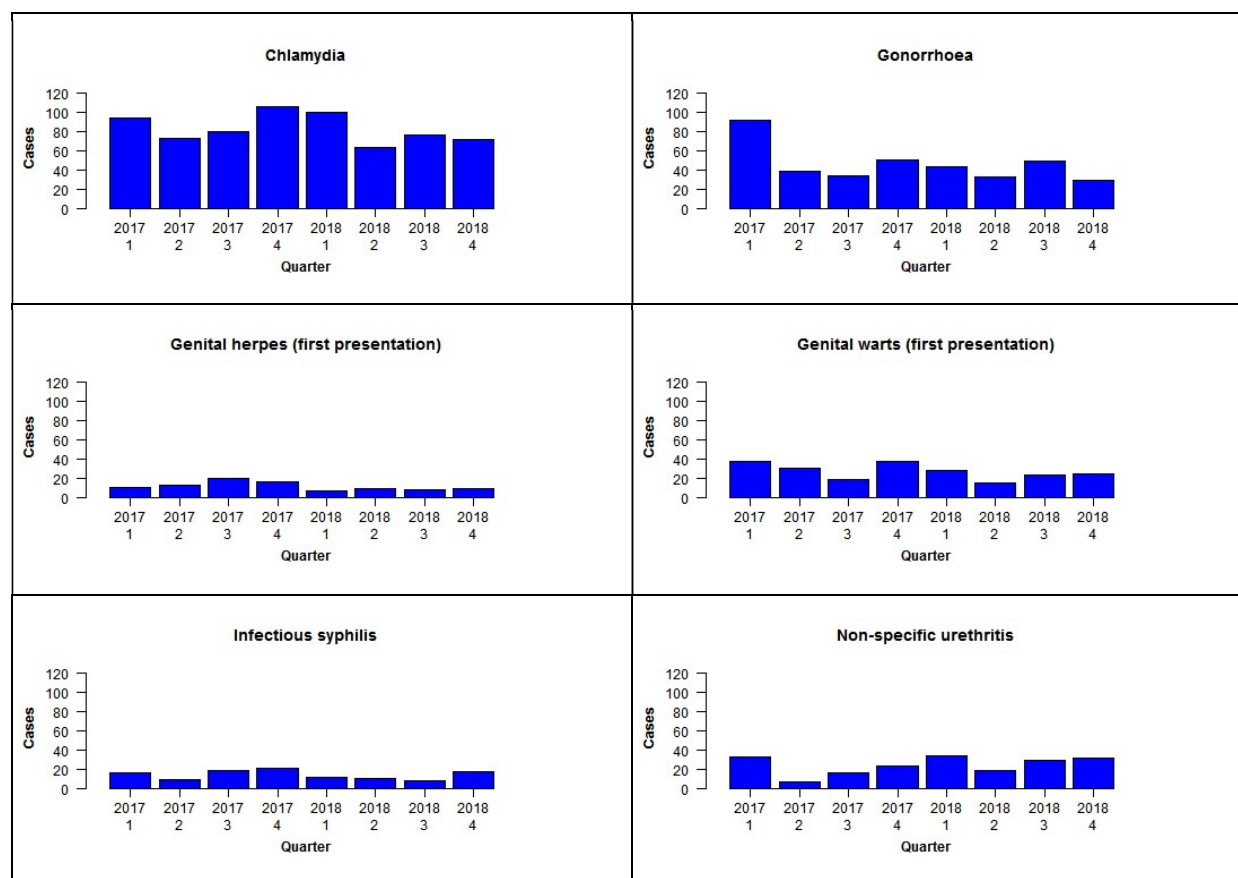 Chlamydia
120
100
80
60
40
20
0
Cases
2017 2017 2017 2017 2018 2018 2018 2018
1 2 3 4 1 2 3 4
Quarter
Gonorrhoea
120
100
80
60
40
20
0
Cases
2017 2017 2017 2017 2018 2018 2018 2018
1 2 3 4 1 2 3 4
Quarter
Genital herpes (first presentation)
120
100
80
60
40
20
0
Cases
2017 2017 2017 2017 2018 2018 2018 2018
1 2 3 4 1 2 3 4
Quarter
Genital warts (first presentation)
120
100
80
60
40
20
0
Cases
2017 2017 2017 2017 2018 2018 2018 2018
1 2 3 4 1 2 3 4
Quarter
Infectious syphilis
120
100
80
60
40
20
0
Cases
2017 2017 2017 2017 2018 2018 2018 2018
1 2 3 4 1 2 3 4
Quarter
Non-specific urethritis
120
100
80
60
40
20
0
Cases
2017 2017 2017 2017 2018 2018 2018 2018
1 2 3 4 1 2 3 4
Quarter